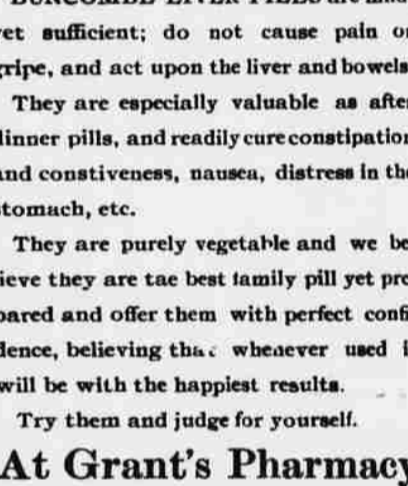 yet sufficient; do not cause pain or
gripe, and act upon the liver and bowels
They are especially valuable as after
dinner pills, and readily cure constipation
and constiveness, nausea, distress in the
stomach, etc.
They are purely vegetable and we be
lieve they are tae best family pill yet pre
pared and offer them with perfect confi
dence, believing that whenever used i
will be with the happiest results.
Try them and judge for yourself.
At Grant's Pharmacy